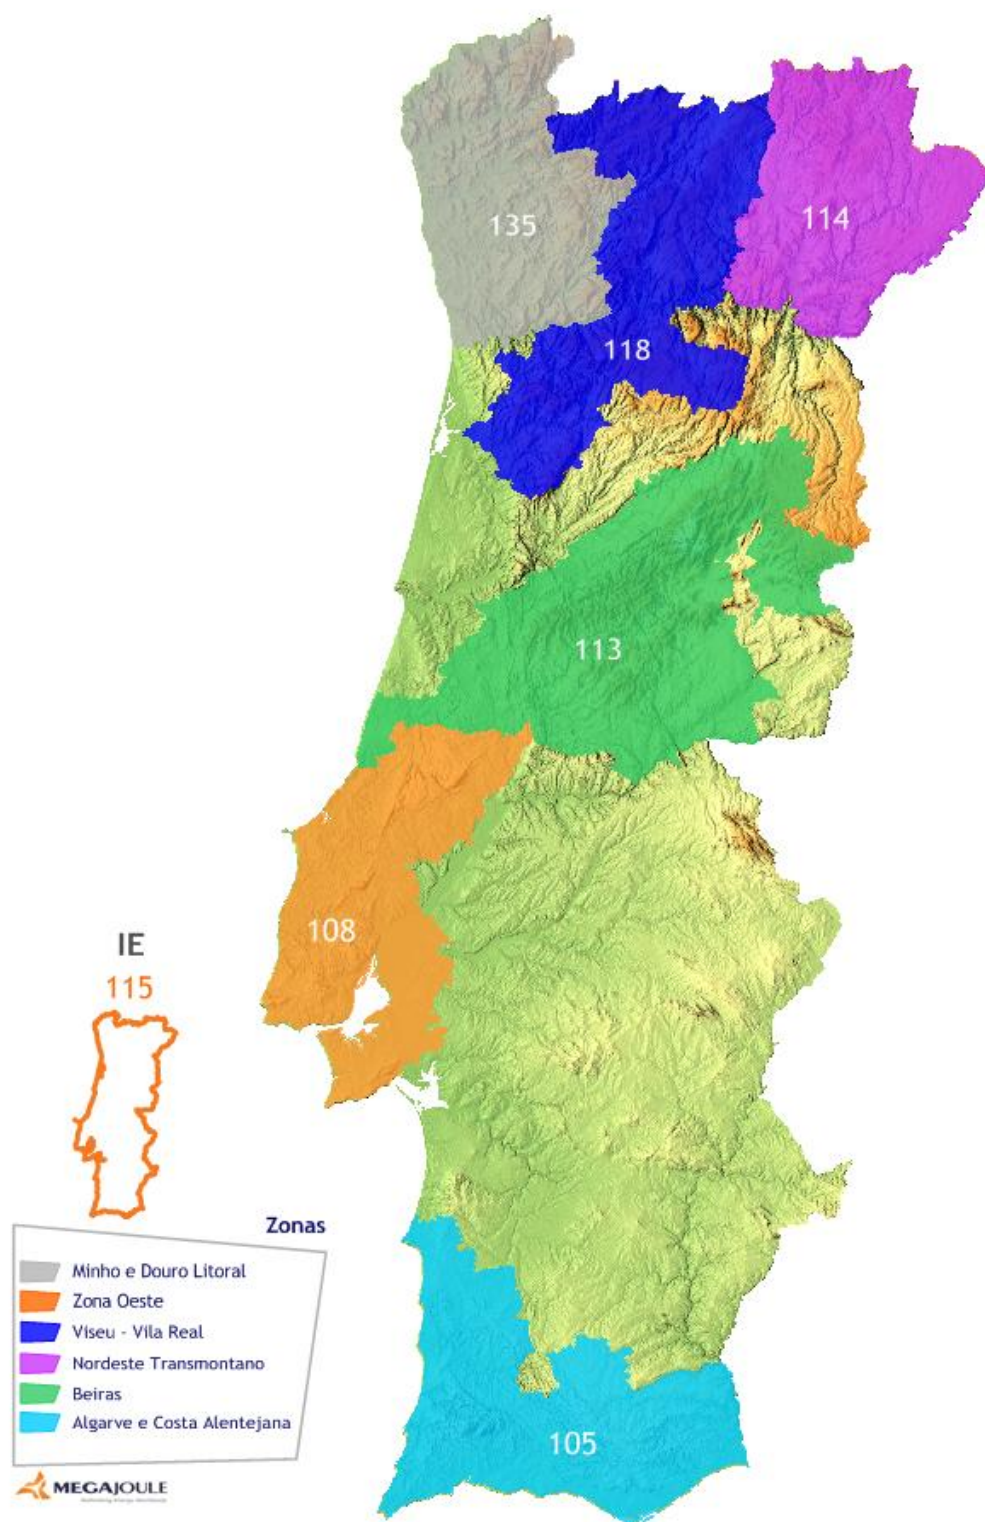 135
114
118
113
108
IE
115
Zonas
Minho e Douro Litoral
Zona Oeste
Viseu - Vila Real
Nordeste Transmontano
Beiras
Algarve e Costa Alentejana
105
MEGAJOULE